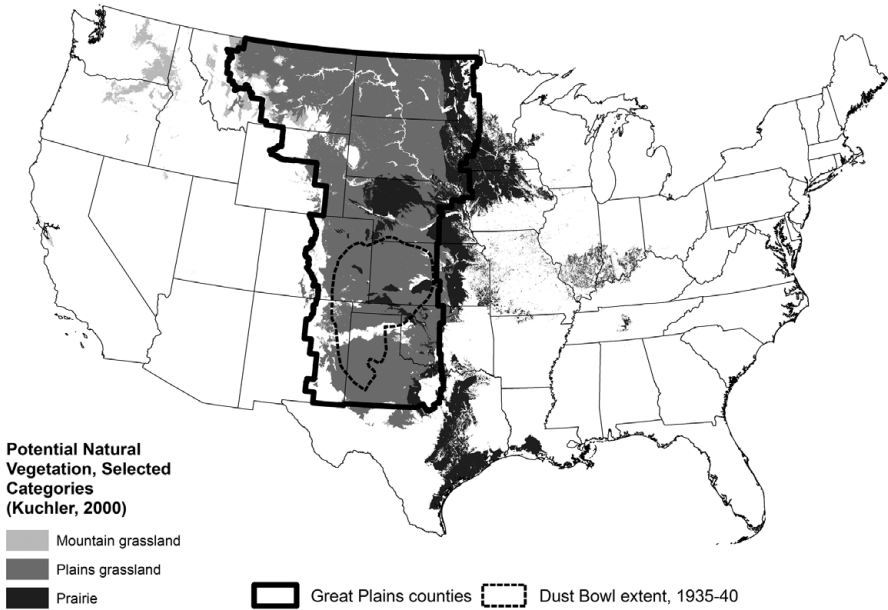 Potential Natural
Vegetation, Selected
Categories
(Kuchler, 2000)
Mountain grassland
Plains grassland
Prairie
Great Plains counties
Dust Bowl extent, 1935-40